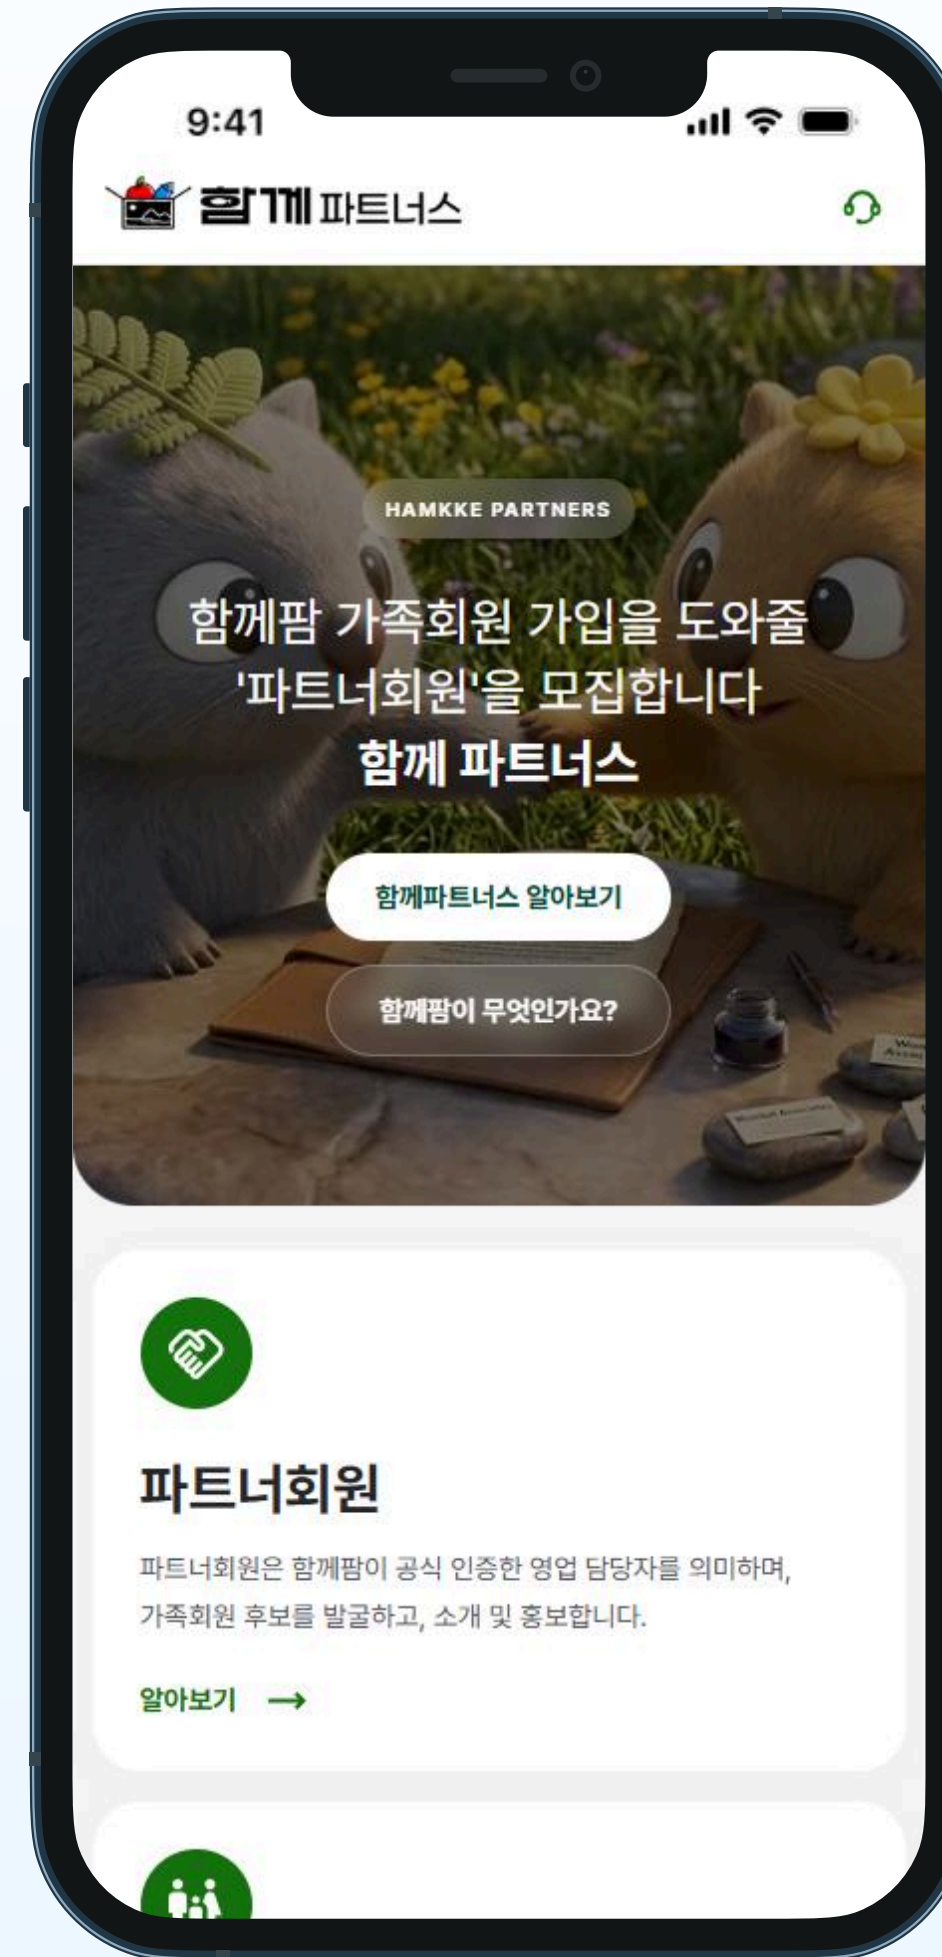 9:41
함께 파트너스
HAMKKE PARTNERS
함께팜 가족회원 가입을 도와줄
'파트너회원'을 모집합니다
함께 파트너스
함께파트너스 알아보기
함께팜이 무엇인가요?
파트너회원
파트너회원은 함께팜이 공식 인증한 영업 담당자를 의미하며,
가족회원 후보를 발굴하고, 소개 및 홍보합니다.
알아보기 →